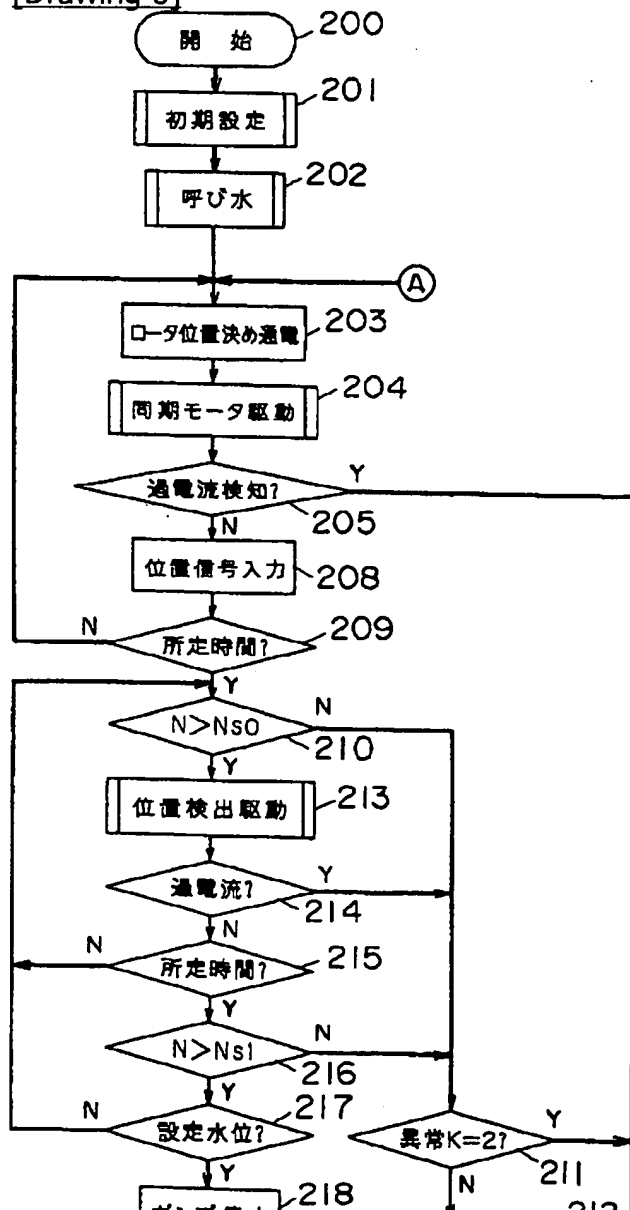 [Drawing
開 始 200
初期設定 201
呼び水 202
A
ロータ位置決め通電 203
同期モータ駆動 204
過電流検知? Y
205
N
位置信号入力 208
N 所定時間? 209
Y
N>Ns0 N
210
Y
位置検出駆動 213
過電流? Y
214
N
N 所定時間? 215
Y
N>Ns1 N
216
Y
N 設定水位? 217
Y
異常K=2? Y
211
N
218